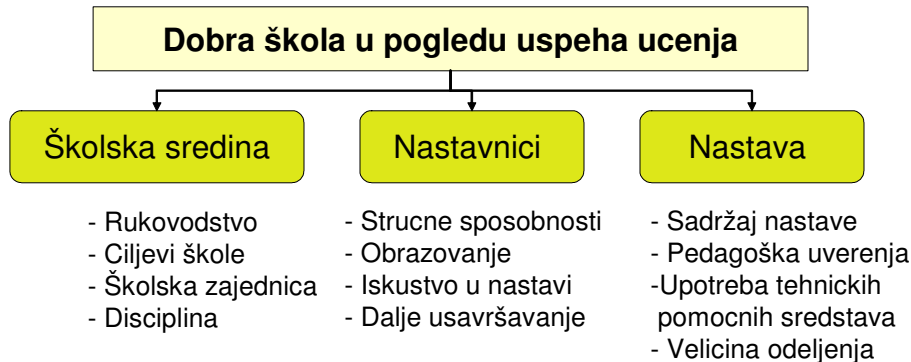 Dobra škola u pogledu uspeha ucenja
Školska sredina
- Rukovodstvo
- Ciljevi škole
- Školska zajednica
- Disciplina
Nastavnici
- Strucne sposobnosti
- Obrazovanje
- Iskustvo u nastavi
- Dalje usavršavanje
Nastava
- Sadržaj nastave
- Pedagoška uverenja
-Upotreba tehnickih
pomocnih sredstava
- Velicina odeljenja